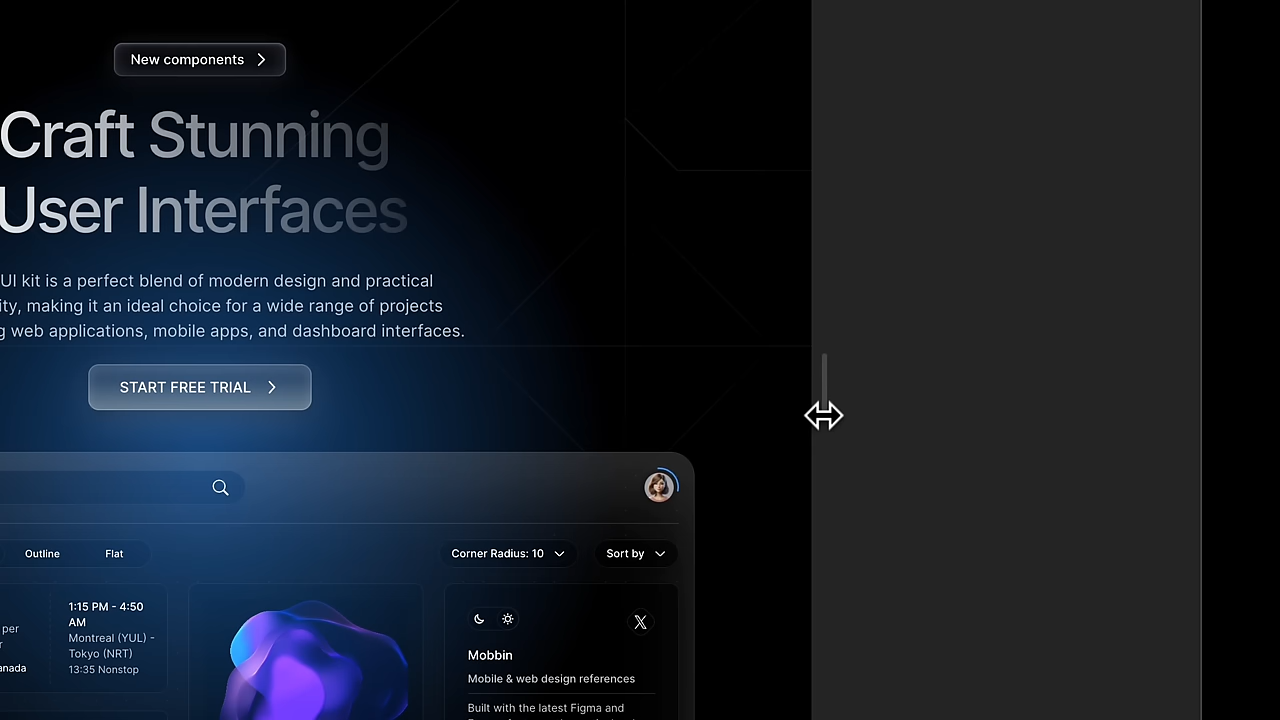 New components
Craft Stunning
User Interfaces
UI kit is a perfect blend of modern design and practical
making it an ideal choice for a wide range of projects
web applications, mobile apps, and dashboard interfaces.
START FREE TRIAL
Outline
Flat
Corner Radius: 10
Sort by
per
1:15 PM - 4:50
AM
Montreal (YUL) -
Tokyo (NRT)
13:35 Nonstop
Mobbin
Mobile & web design references
Built with the latest Figma and